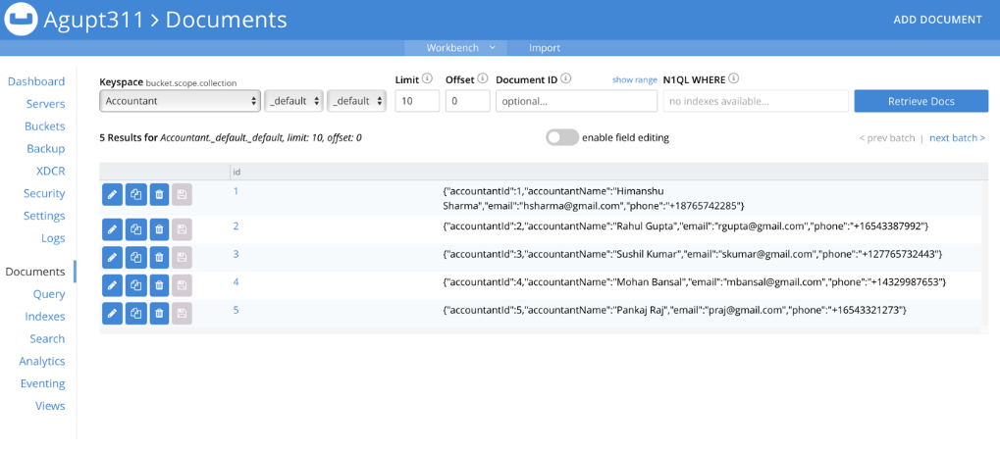 Agupt311 > Documents
ADD DOCUMENT
Workbench
Import
Dashboard
Servers
Buckets
Backup
XDCR
Security
Settings
Logs
Documents
Query
Indexes
Search
Analytics
Eventing
Views
Keyspace bucket.scope.collection
Limit
Offset
Document ID
show range
N1QL WHERE
Accountant
_default
_default
10
0
optional...
no indexes available...
Retrieve Docs
5 Results for Accountant._default._default, limit: 10, offset: 0
enable field editing
< prev batch | next batch >
id
1
{"accountantId":1,"accountantName":"Himanshu
Sharma","email":"hsharma@gmail.com","phone":"+18765742285"}
2
{"accountantId":2,"accountantName":"Rahul Gupta","email":"rgupta@gmail.com","phone":"+16543387992"}
3
{"accountantId":3,"accountantName":"Sushil Kumar","email":"skumar@gmail.com","phone":"+127765732443"}
4
{"accountantId":4,"accountantName":"Mohan Bansal","email":"mbansal@gmail.com","phone":"+14329987653"}
5
{"accountantId":5,"accountantName":"Pankaj Raj","email":"praj@gmail.com","phone":"+16543321273"}